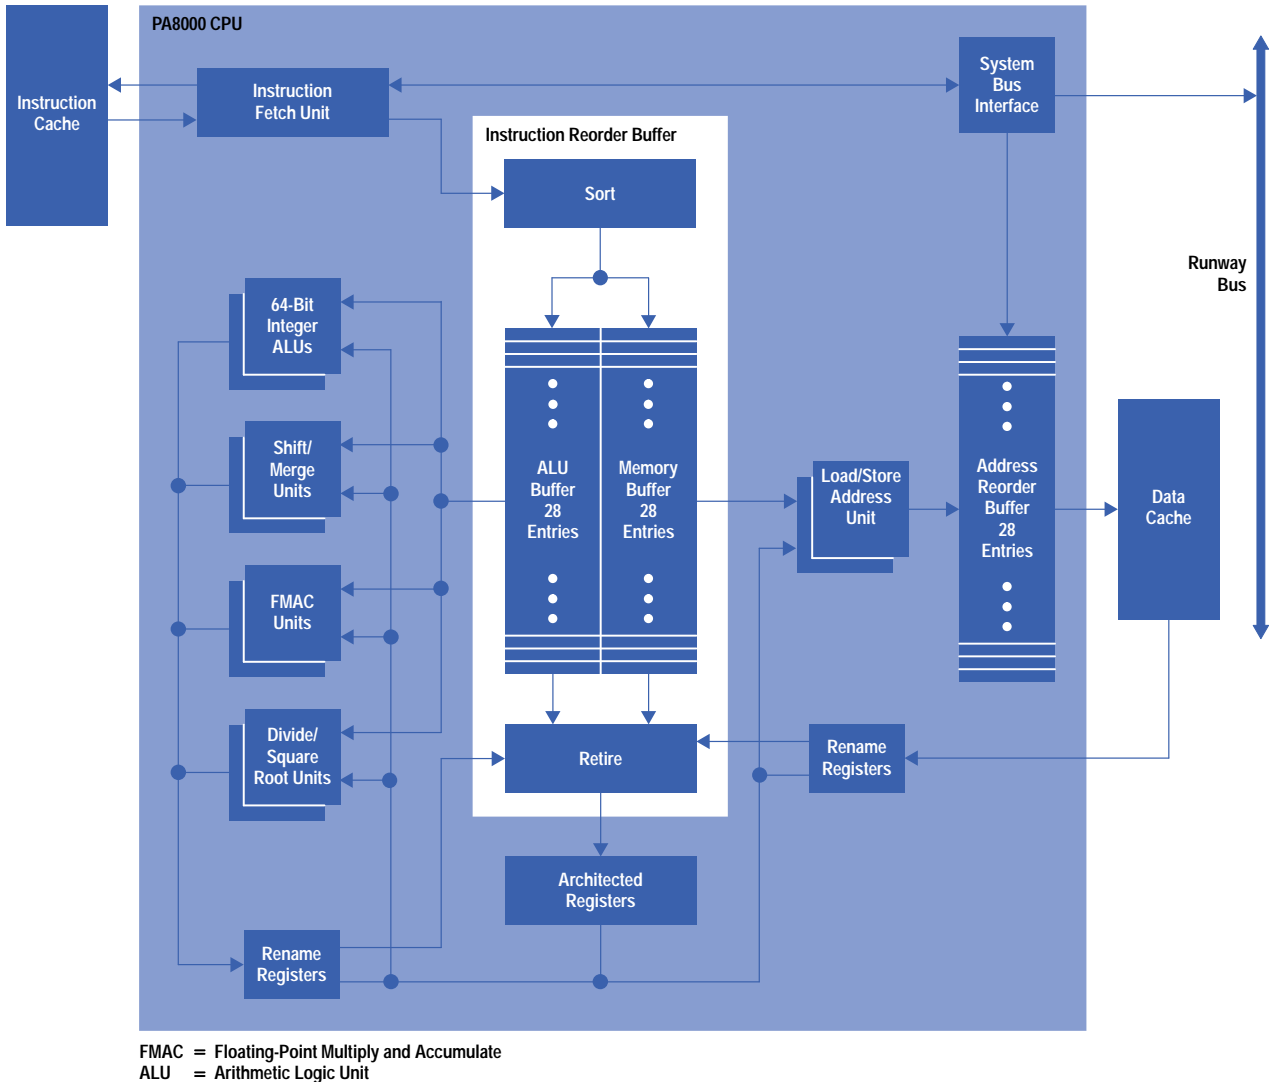 PA8000 CPU
Instruction
Cache
Instruction
Fetch Unit
System
Bus
Interface
Instruction Reorder Buffer
Sort
Runway
Bus
64-Bit
Integer
ALUs
Shift/
Merge
Units
FMAC
Units
Divide/
Square
Root Units
ALU
Buffer
28
Entries
Memory
Buffer
28
Entries
Load/Store
Address
Unit
Address
Reorder
Buffer
28
Entries
Data
Cache
Retire
Rename
Registers
Architected
Registers
Rename
Registers
FMAC = Floating-Point Multiply and Accumulate
ALU = Arithmetic Logic Unit